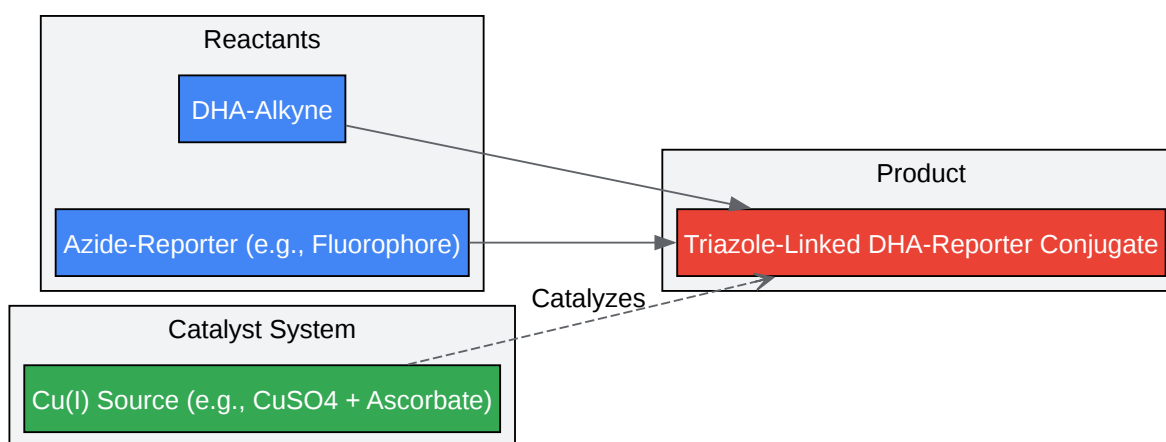 Reactants
DHA-Alkyne
Azide-Reporter (e.g., Fluorophore)
Product
Triazole-Linked DHA-Reporter Conjugate
Catalyzes
Catalyst System
Cu(I) Source (e.g., CuSO4 + Ascorbate)